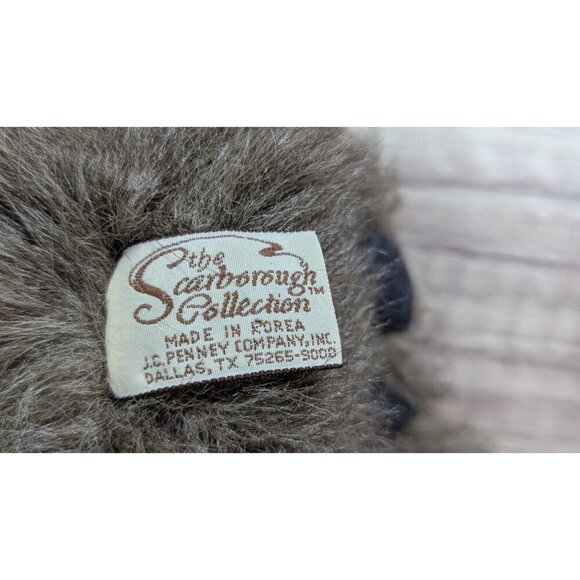 the
Scarborough
Collection™
MADE IN KOREA
J.C. PENNEY COMPANY, INC.
DALLAS, TX 75265-9000